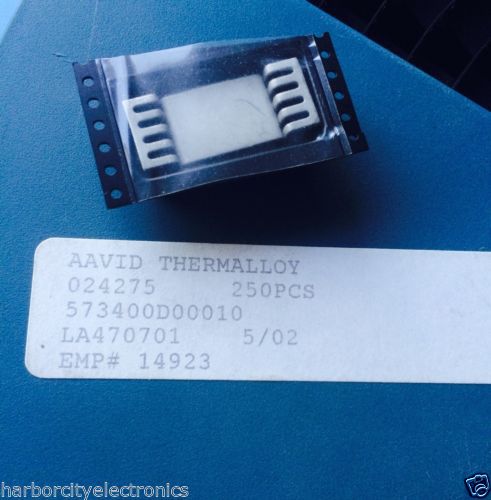 AAVID THERMALLOY
024275 250PCS
573400D00010
LA470701 5/02
EMP# 14923
harborcityelectronics